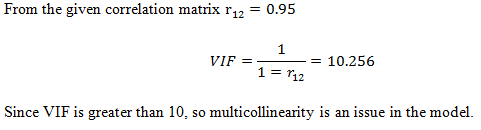 From the given correlation matrix r₁₂ = 0.95
VIF = 1 / (1 = r₁₂) = 10.256
Since VIF is greater than 10, so multicollinearity is an issue in the model.